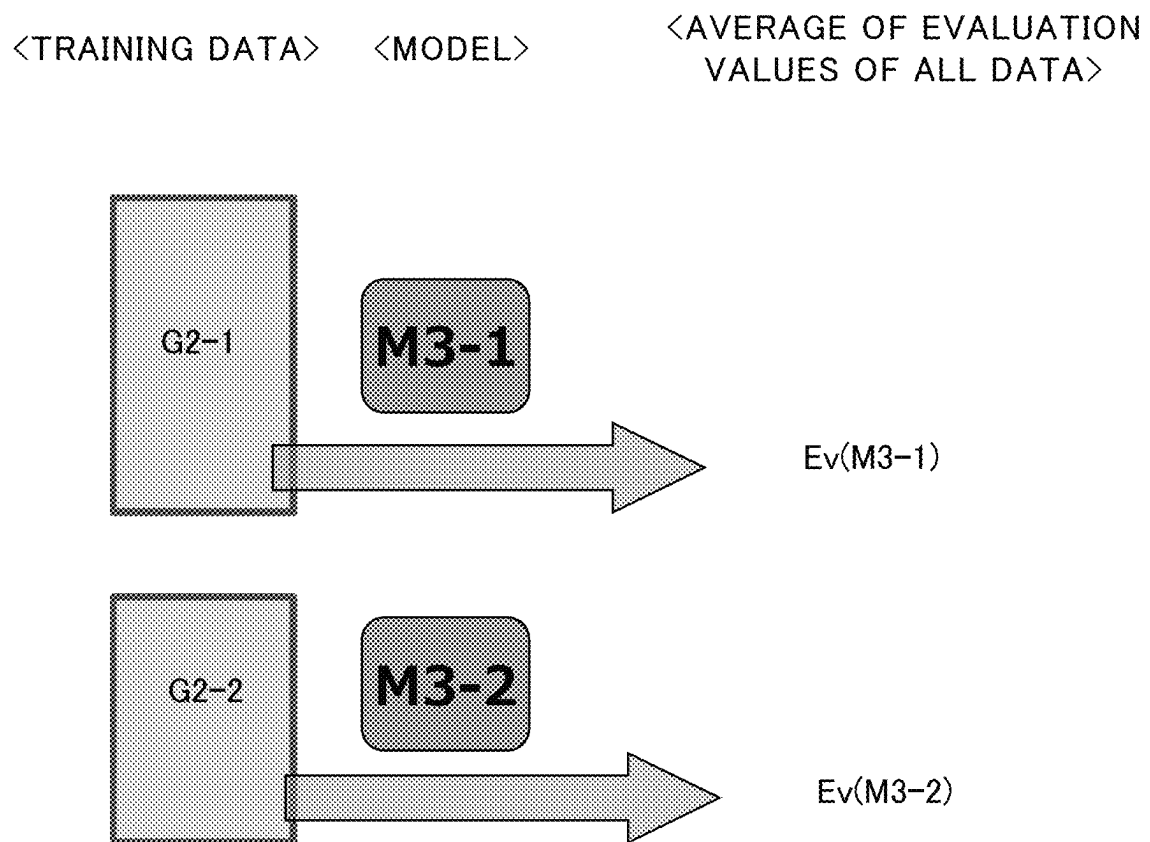 <TRAINING DATA>
<MODEL>
<AVERAGE OF EVALUATION
VALUES OF ALL DATA>
G2-1
M3-1
Ev(M3-1)
G2-2
M3-2
Ev(M3-2)